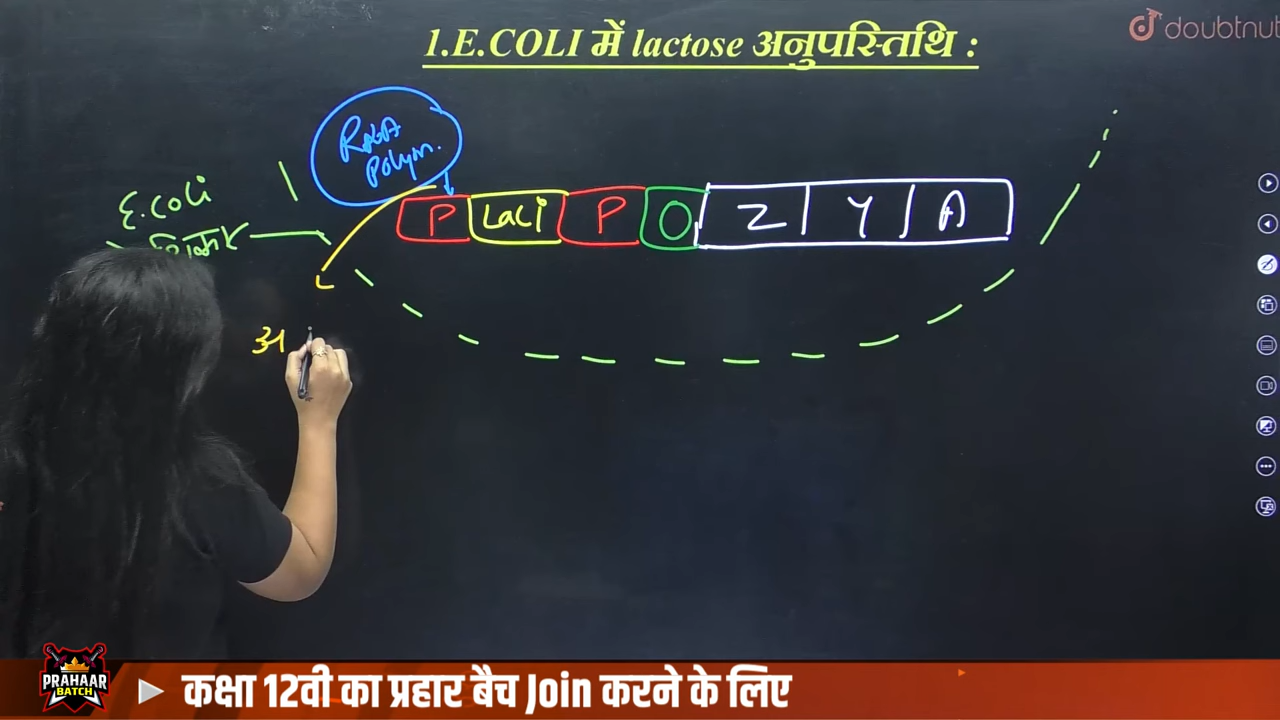 1.E.COLI में lactose अनुपस्तिथि :
doubtnut
RNA
Polym.
E.coli
P Laci P O Z Y A
अ
PRAHAAR
BATCH
कक्षा 12वी का प्रहार बैच Join करने के लिए